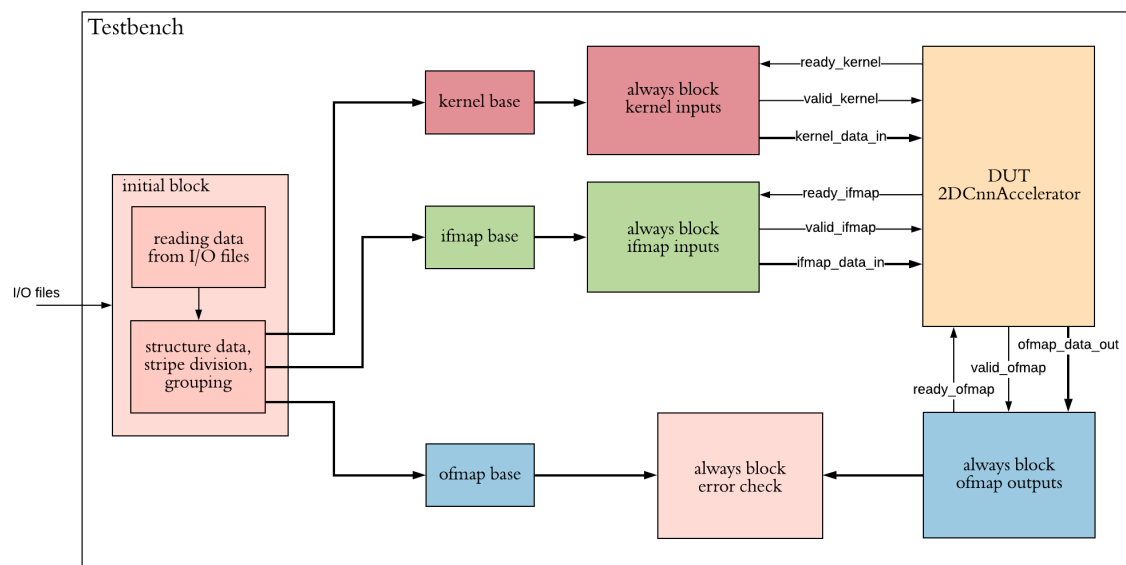 Testbench
kernel base
always block
kernel inputs
ready_kernel
valid_kernel
kernel_data_in
DUT
2DCnnAccelerator
initial block
reading data
from I/O files
I/O files
structure data,
stripe division,
grouping
ifmap base
always block
ifmap inputs
ready_ifmap
valid_ifmap
ifmap_data_in
ofmap_data_out
valid_ofmap
ready_ofmap
ofmap base
always block
error check
always block
ofmap outputs